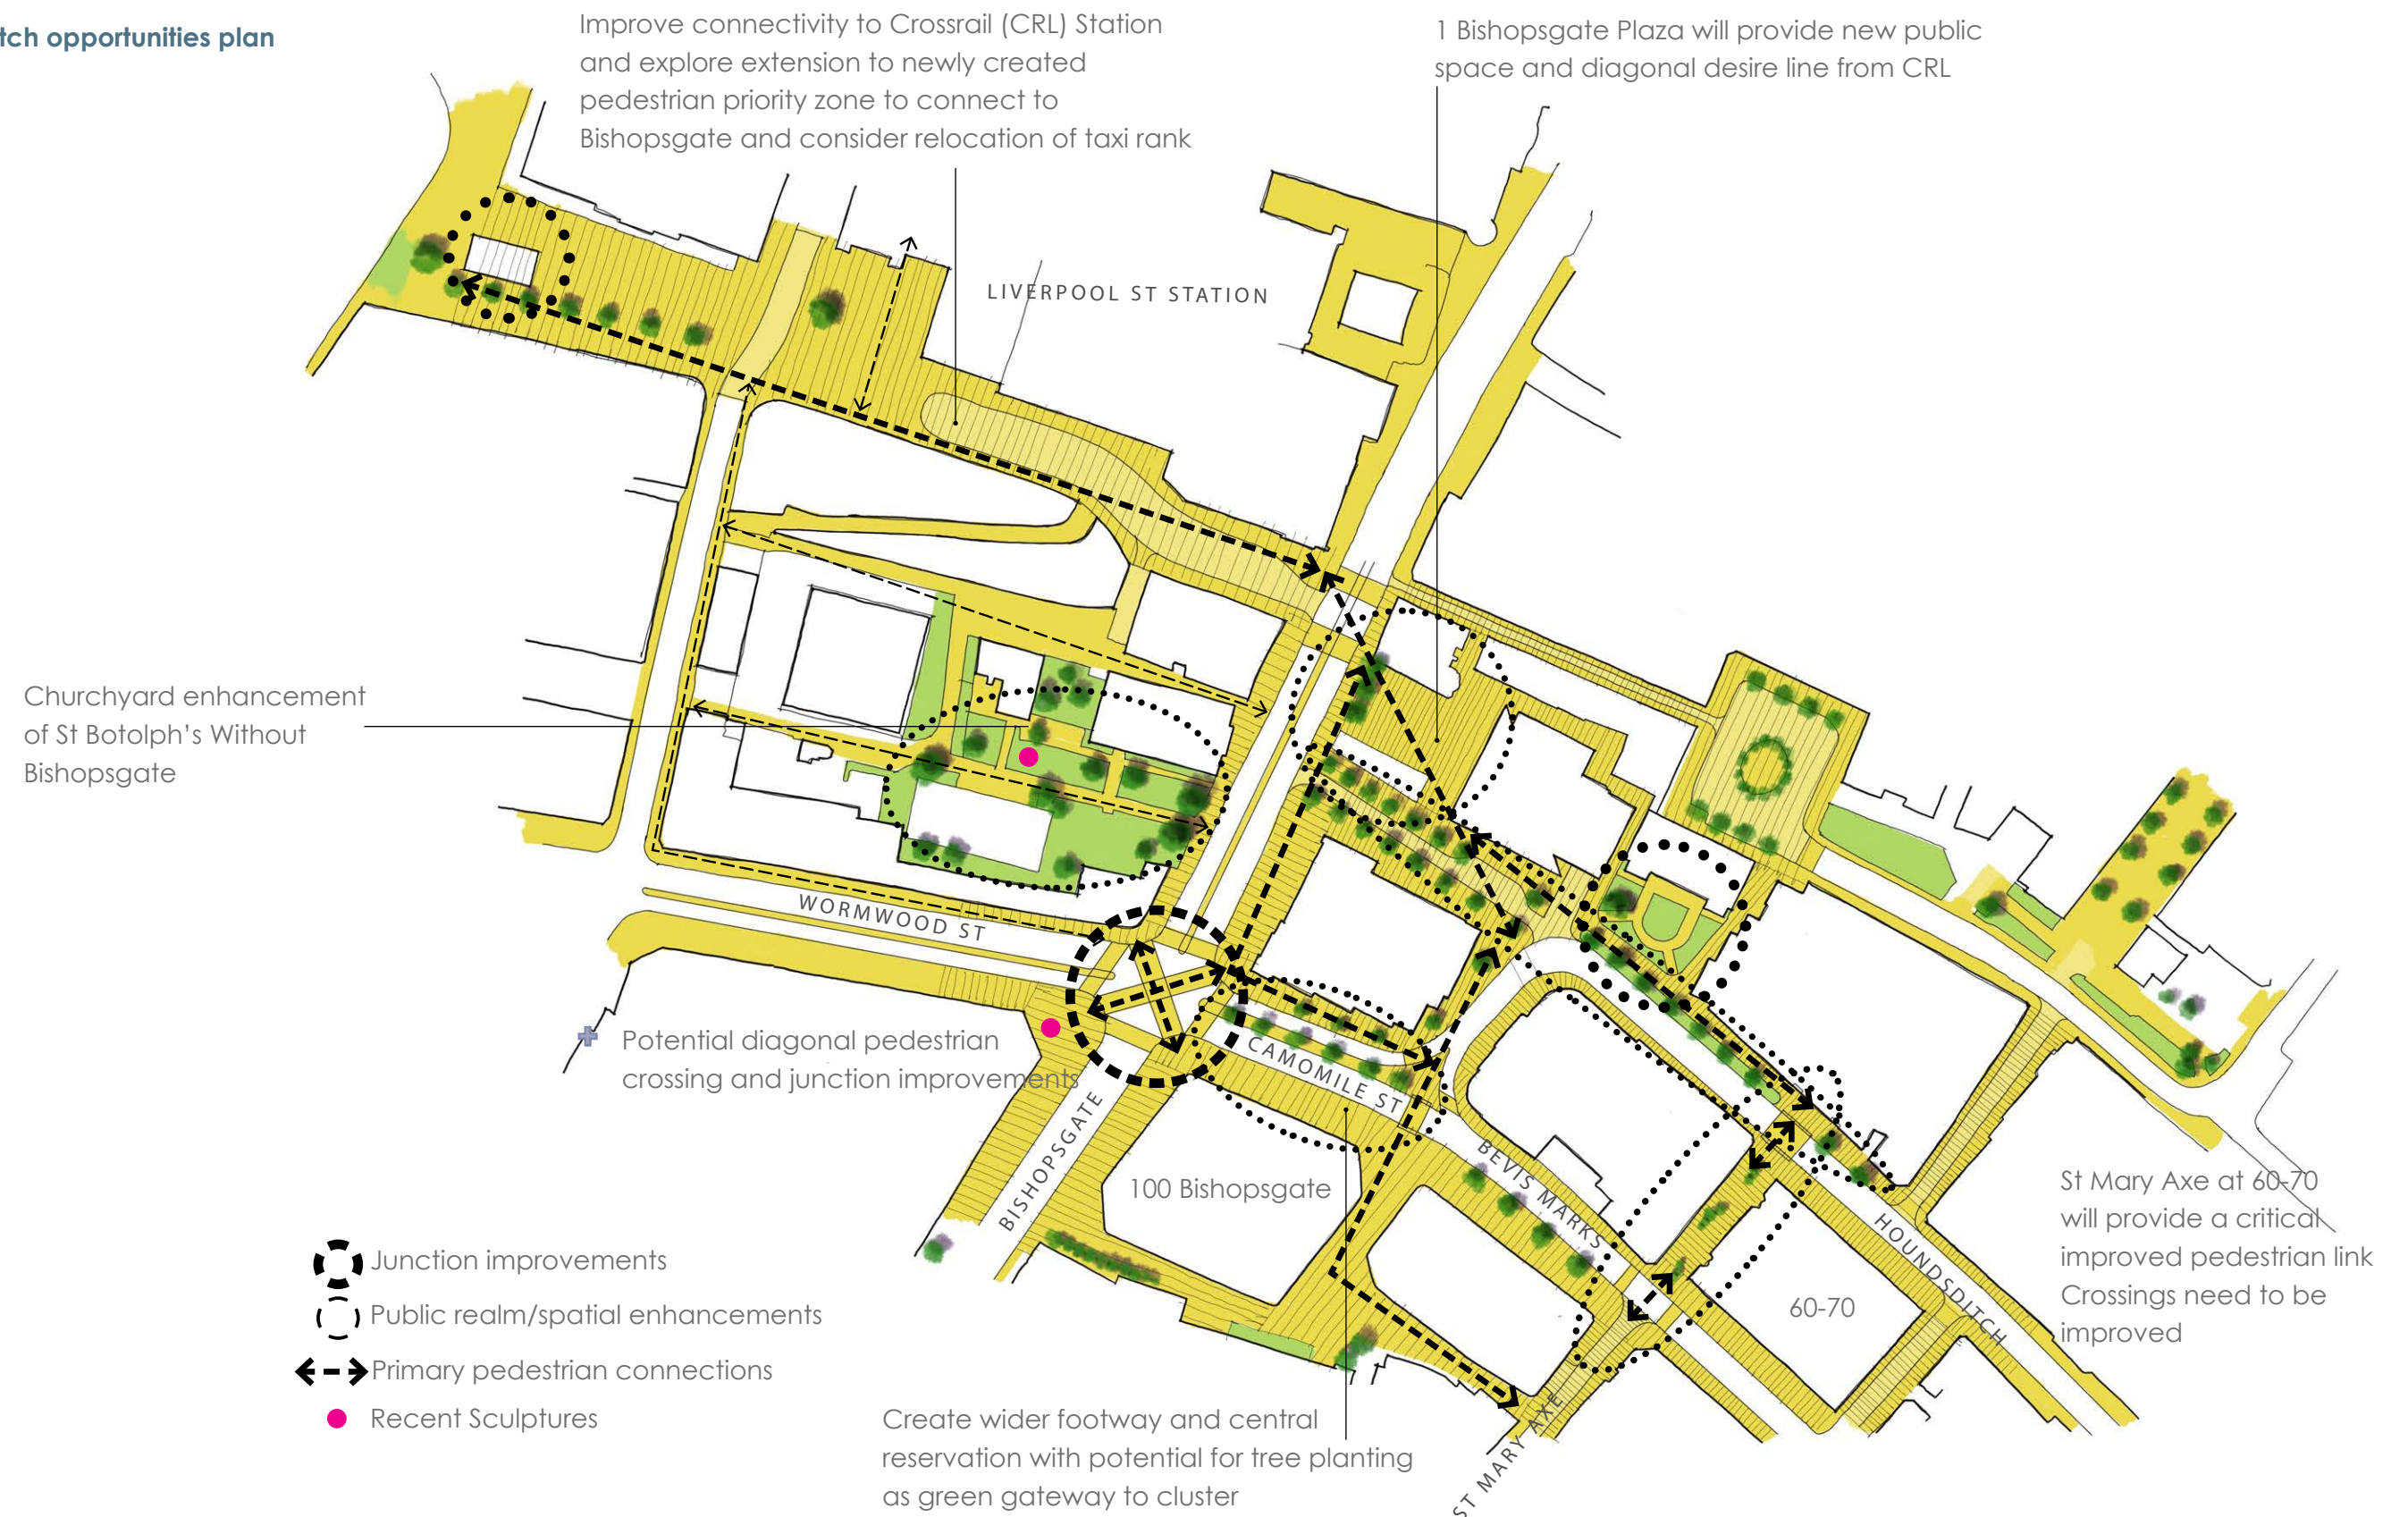 tch opportunities plan
Improve connectivity to Crossrail (CRL) Station
and explore extension to newly created
pedestrian priority zone to connect to
Bishopsgate and consider relocation of taxi rank
1 Bishopsgate Plaza will provide new public
space and diagonal desire line from CRL
LIVERPOOL ST STATION
Churchyard enhancement
of St Botolph's Without
Bishopsgate
WORMWOOD ST
Potential diagonal pedestrian
crossing and junction improvements
CAMOMILE ST
BISHOPSGATE
100 Bishopsgate
BEVIS MARKS
HOUNDSDITCH
60-70
St Mary Axe at 60-70
will provide a critical
improved pedestrian link
Crossings need to be
improved
Junction improvements
Public realm/spatial enhancements
Primary pedestrian connections
Recent Sculptures
Create wider footway and central
reservation with potential for tree planting
as green gateway to cluster
ST MARY AXE